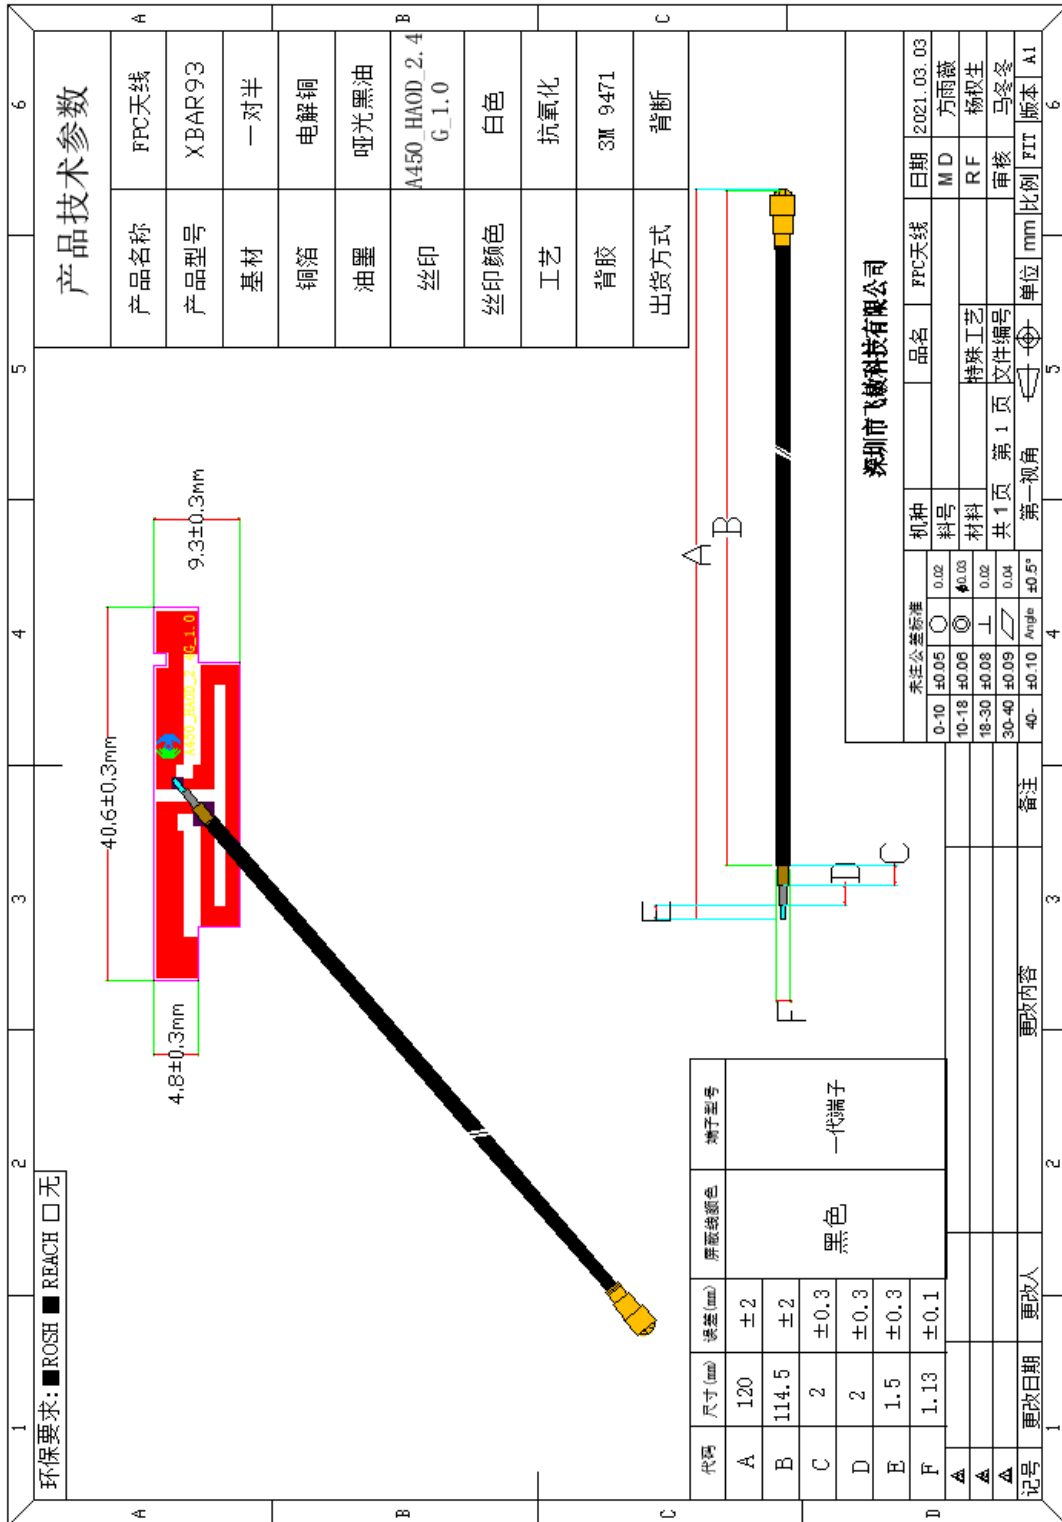 1 2 3 4 5 6
A
B
C
D
A
B
C
环保要求: ■ROSH ■ REACH □ 无
产品技术参数
产品名称 FPC天线
产品型号 XBAR93
基材 一对半
铜箔 电解铜
油墨 哑光黑油
丝印 A450_HAOD_2.4
G_1.0
丝印颜色 白色
工艺 抗氧化
背胶 3M 9471
出货方式 背断
40.6±0.3mm
9.3±0.3mm
4.8±0.3mm
A450_HAOD_2.4G_1.0
A
B
C
D
E
F
代码 尺寸(mm) 误差(mm) 屏蔽线颜色 端子型号
A 120 ±2 黑色 一代端子
B 114.5 ±2
C 2 ±0.3
D 2 ±0.3
E 1.5 ±0.3
F 1.13 ±0.1
记号 更改日期 更改人 更改内容 备注
深圳市飞敏科技有限公司
未注公差标准
0-10 ±0.05 0.02
10-18 ±0.06 ϕ0.03
18-30 ±0.08 0.02
30-40 ±0.09 0.04
40- ±0.10 Angle ±0.5°
机种 品名 FPC天线 日期 2021.03.03
料号 MD 方雨薇
材料 特殊工艺 RF 杨权生
共 1 页 第 1 页 文件编号 审核 马冬冬
第一视角 单位 mm 比例 FIT 版本 A1
1 2 3 4 5 6